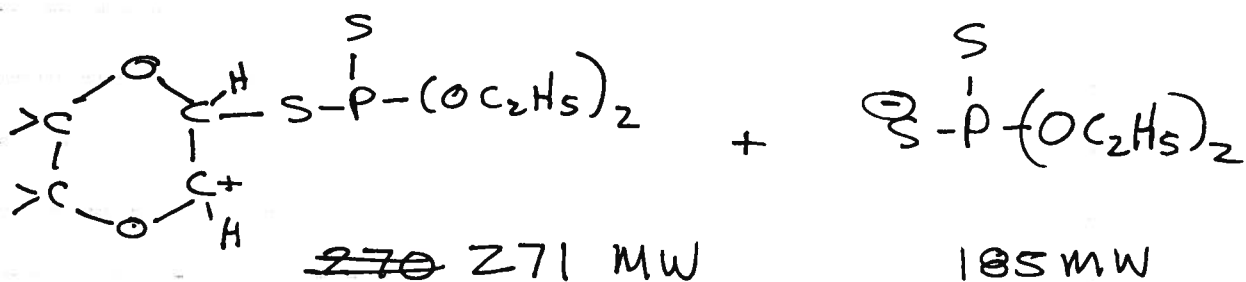 S S
O H
>C C – S – P – (OC₂H₅)₂ + ⊖S – P – (OC₂H₅)₂
>C C+
O H
~~270~~ 271 MW 185 MW